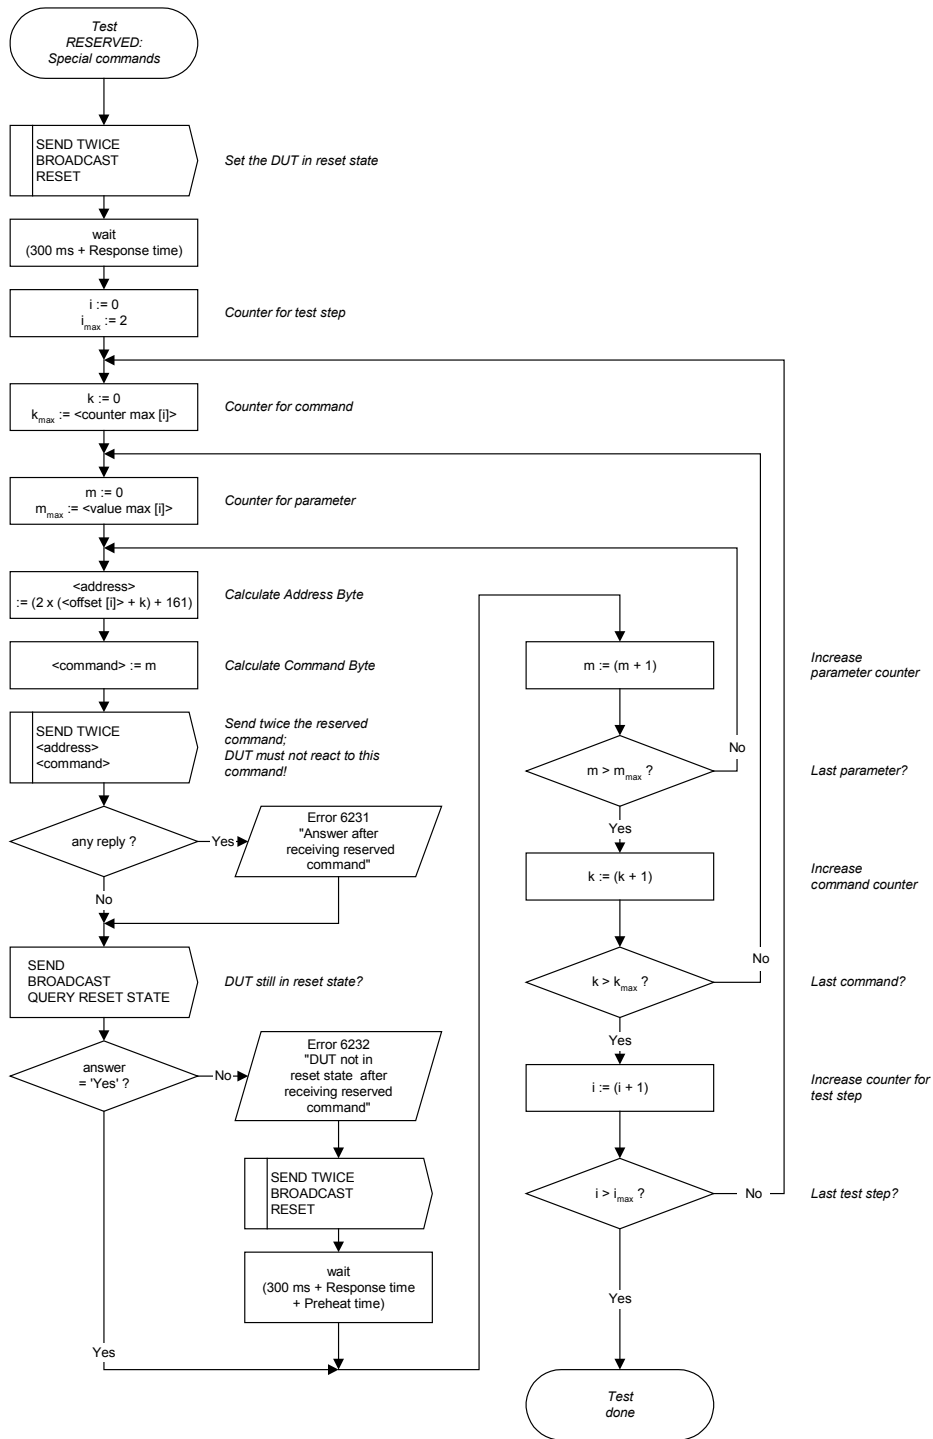 Test
RESERVED:
Special commands
SEND TWICE
BROADCAST
RESET
Set the DUT in reset state
wait
(300 ms + Response time)
i := 0
imax := 2
Counter for test step
k := 0
kmax := <counter max [i]>
Counter for command
m := 0
mmax := <value max [i]>
Counter for parameter
<address>
:= (2 x (<offset [i]> + k) + 161)
Calculate Address Byte
<command> := m
Calculate Command Byte
SEND TWICE
<address>
<command>
Send twice the reserved
command;
DUT must not react to this
command!
any reply ?
Yes
Error 6231
"Answer after
receiving reserved
command"
No
SEND
BROADCAST
QUERY RESET STATE
DUT still in reset state?
answer
= 'Yes' ?
No
Error 6232
"DUT not in
reset state after
receiving reserved
command"
SEND TWICE
BROADCAST
RESET
wait
(300 ms + Response time
+ Preheat time)
Yes
m := (m + 1)
Increase
parameter counter
m > mmax ?
No
Last parameter?
Yes
k := (k + 1)
Increase
command counter
k > kmax ?
No
Last command?
Yes
i := (i + 1)
Increase counter for
test step
i > imax ?
No
Last test step?
Yes
Test
done